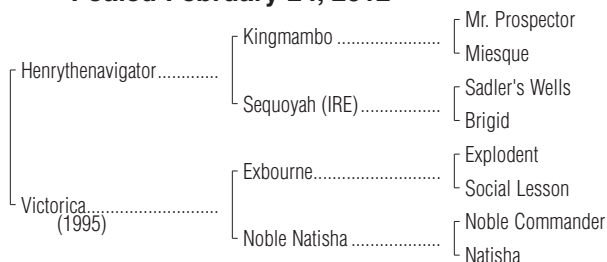 Foaled February 24, 2012
Mr. Prospector
Kingmambo ......................
Miesque
Henrythenavigator.............
Sadler's Wells
Sequoyah (IRE).................
Brigid
Explodent
Exbourne...........................
Social Lesson
Victorica............................
(1995)
Noble Commander
Noble Natisha ...................
Natisha